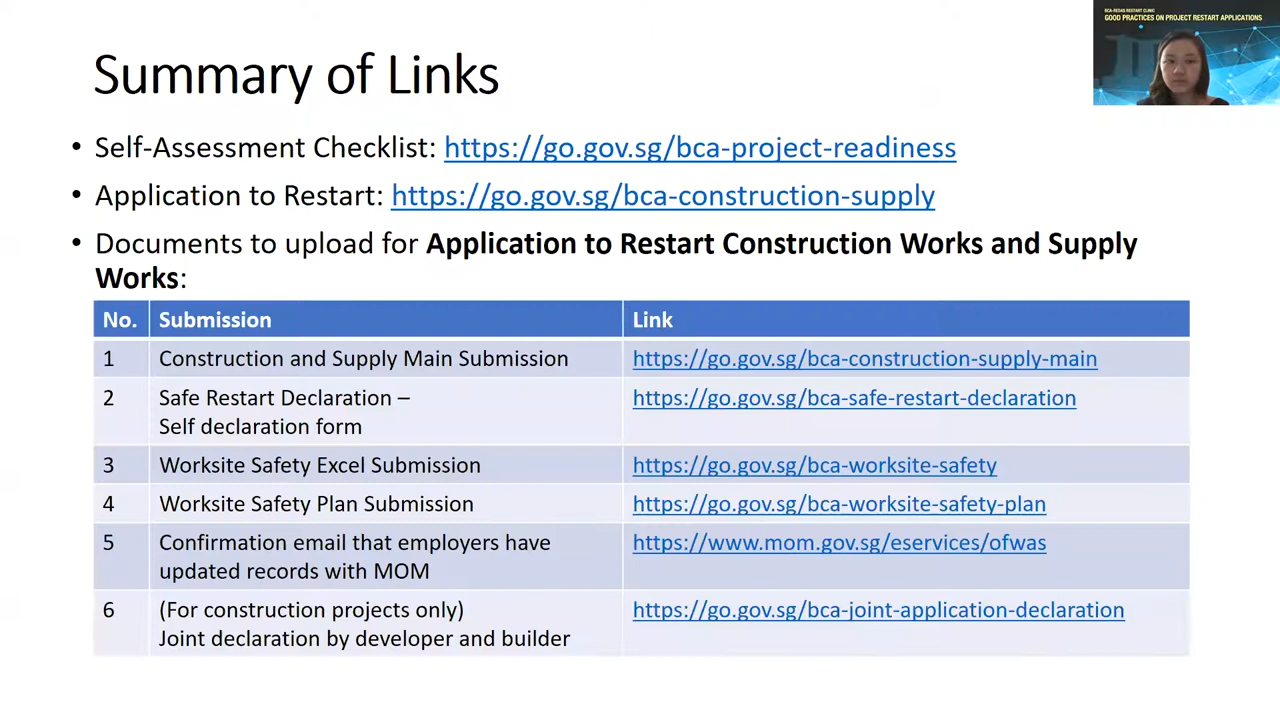 BCA-REDAS RESTART CLINIC
GOOD PRACTICES ON PROJECT RESTART APPLICATIONS
Summary of Links
• Self-Assessment Checklist: https://go.gov.sg/bca-project-readiness
• Application to Restart: https://go.gov.sg/bca-construction-supply
• Documents to upload for Application to Restart Construction Works and Supply
Works:
No. Submission Link
1 Construction and Supply Main Submission https://go.gov.sg/bca-construction-supply-main
2 Safe Restart Declaration – https://go.gov.sg/bca-safe-restart-declaration
Self declaration form
3 Worksite Safety Excel Submission https://go.gov.sg/bca-worksite-safety
4 Worksite Safety Plan Submission https://go.gov.sg/bca-worksite-safety-plan
5 Confirmation email that employers have https://www.mom.gov.sg/eservices/ofwas
updated records with MOM
6 (For construction projects only) https://go.gov.sg/bca-joint-application-declaration
Joint declaration by developer and builder